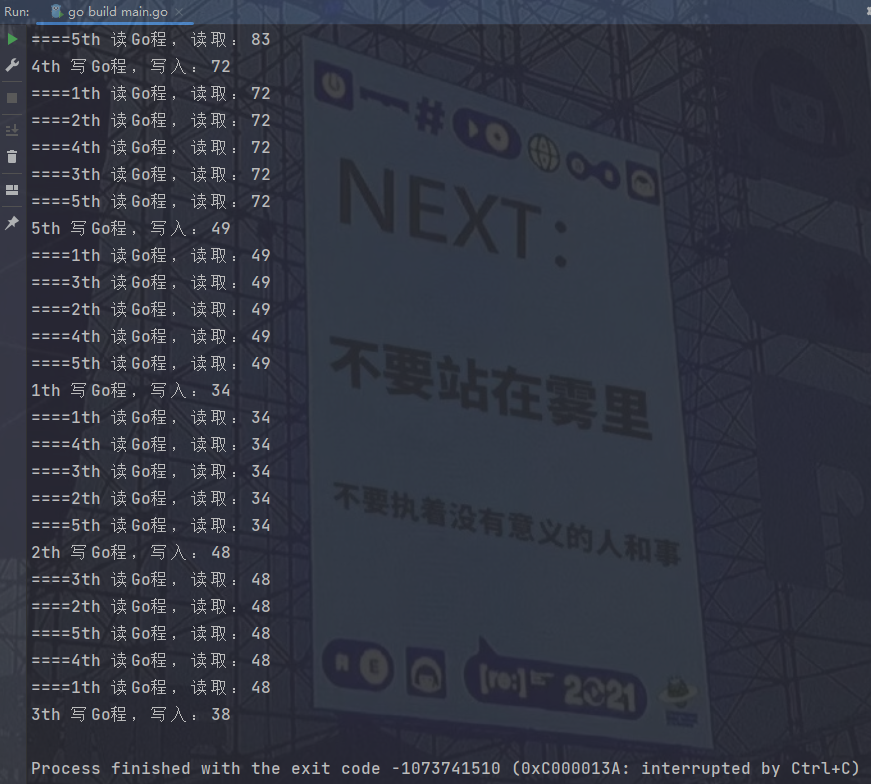 Run: go build main.go
====5th 读Go程，读取：83
4th 写Go程，写入：72
====1th 读Go程，读取：72
====2th 读Go程，读取：72
====4th 读Go程，读取：72
====3th 读Go程，读取：72
====5th 读Go程，读取：72
5th 写Go程，写入：49
====1th 读Go程，读取：49
====3th 读Go程，读取：49
====2th 读Go程，读取：49
====4th 读Go程，读取：49
====5th 读Go程，读取：49
1th 写Go程，写入：34
====1th 读Go程，读取：34
====4th 读Go程，读取：34
====3th 读Go程，读取：34
====2th 读Go程，读取：34
====5th 读Go程，读取：34
2th 写Go程，写入：48
====3th 读Go程，读取：48
====2th 读Go程，读取：48
====5th 读Go程，读取：48
====4th 读Go程，读取：48
====1th 读Go程，读取：48
3th 写Go程，写入：38
Process finished with the exit code -1073741510 (0xC000013A: interrupted by Ctrl+C)
#
NEXT：
不要站在雾里
不要执着没有意义的人和事
E
[re:]
2021